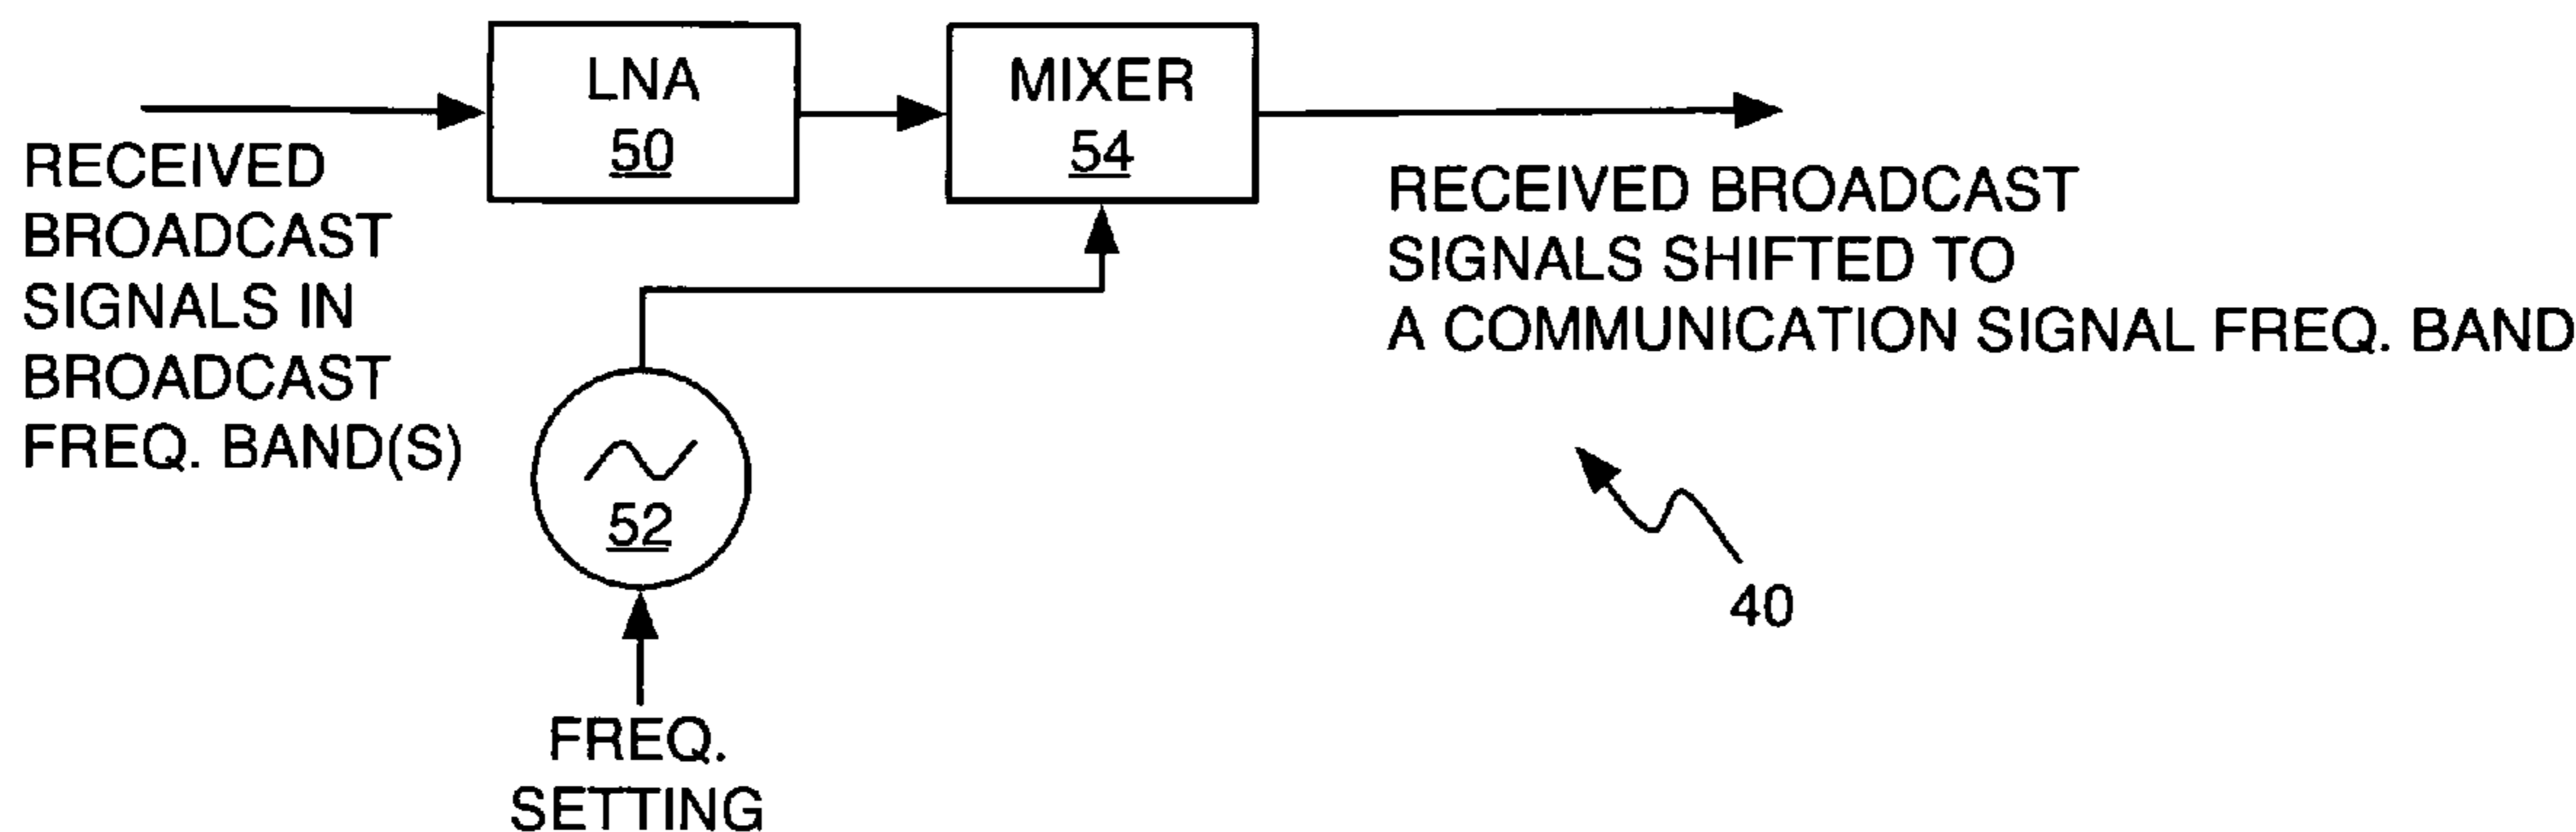 LNA
50
MIXER
54
RECEIVED
BROADCAST
SIGNALS IN
BROADCAST
FREQ. BAND(S)
RECEIVED BROADCAST
SIGNALS SHIFTED TO
A COMMUNICATION SIGNAL FREQ. BAND
52
40
FREQ.
SETTING